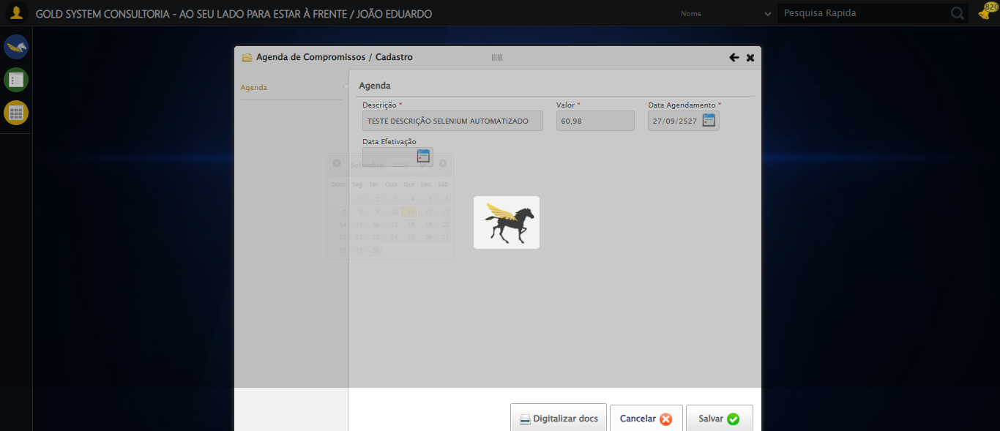 GOLD SYSTEM CONSULTORIA - AO SEU LADO PARA ESTAR À FRENTE / JOÃO EDUARDO
Nome
Pesquisa Rapida
820
Agenda de Compromissos / Cadastro
Agenda
Agenda
Descrição * Valor * Data Agendamento *
TESTE DESCRIÇÃO SELENIUM AUTOMATIZADO 60,98 27/09/2527
Data Efetivação
Setembro 2025
Dom Seg Ter Qua Qui Sex Sáb
1 2 3 4 5 6
7 8 9 10 11 12 13
14 15 16 17 18 19 20
21 22 23 24 25 26 27
28 29 30
Digitalizar docs Cancelar Salvar